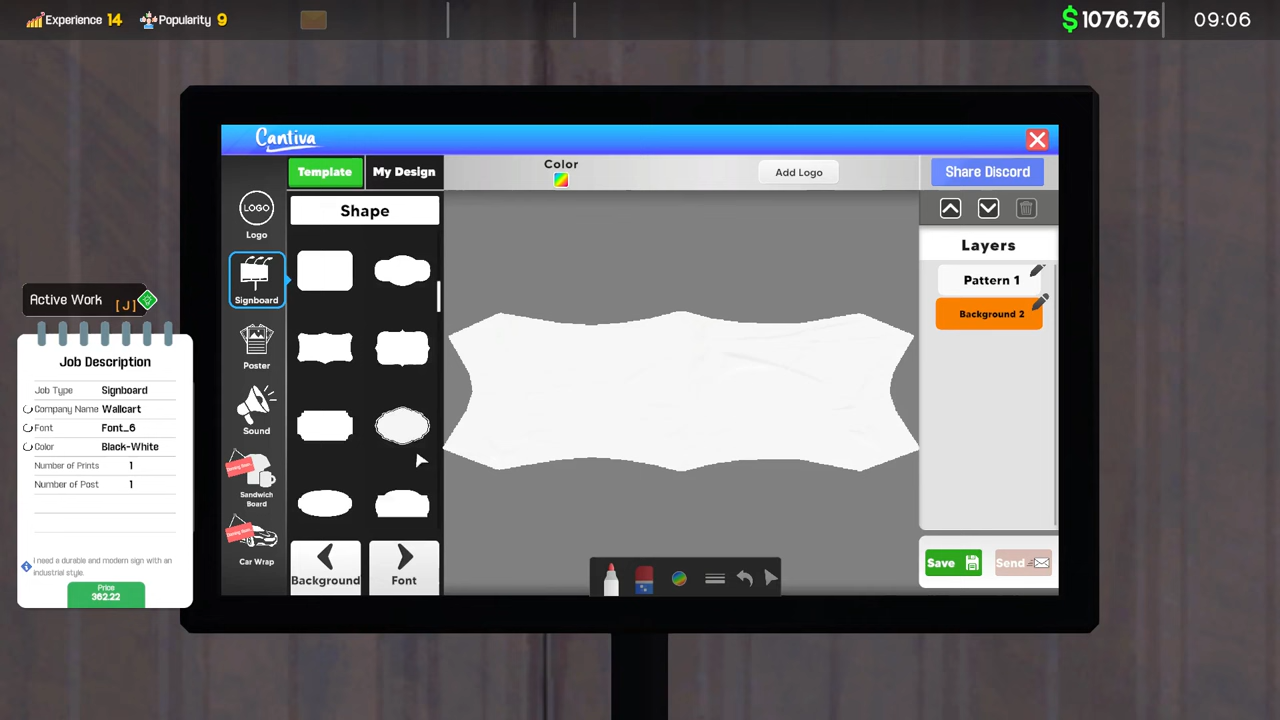 Experience 14 Popularity 9 $1076.76 09:06
Cantiva
Template My Design Color Add Logo Share Discord
LOGO
Logo
Shape
Layers
Signboard
Pattern 1
Background 2
Active Work [J]
Job Description
Job Type Signboard
Company Name Wallcart
Font Font_6
Color Black-White
Number of Prints 1
Number of Post 1
I need a durable and modern sign with an
industrial style.
Price
362.22
Poster
Sound
Sandwich
Board
Car Wrap
Background Font
Save Send